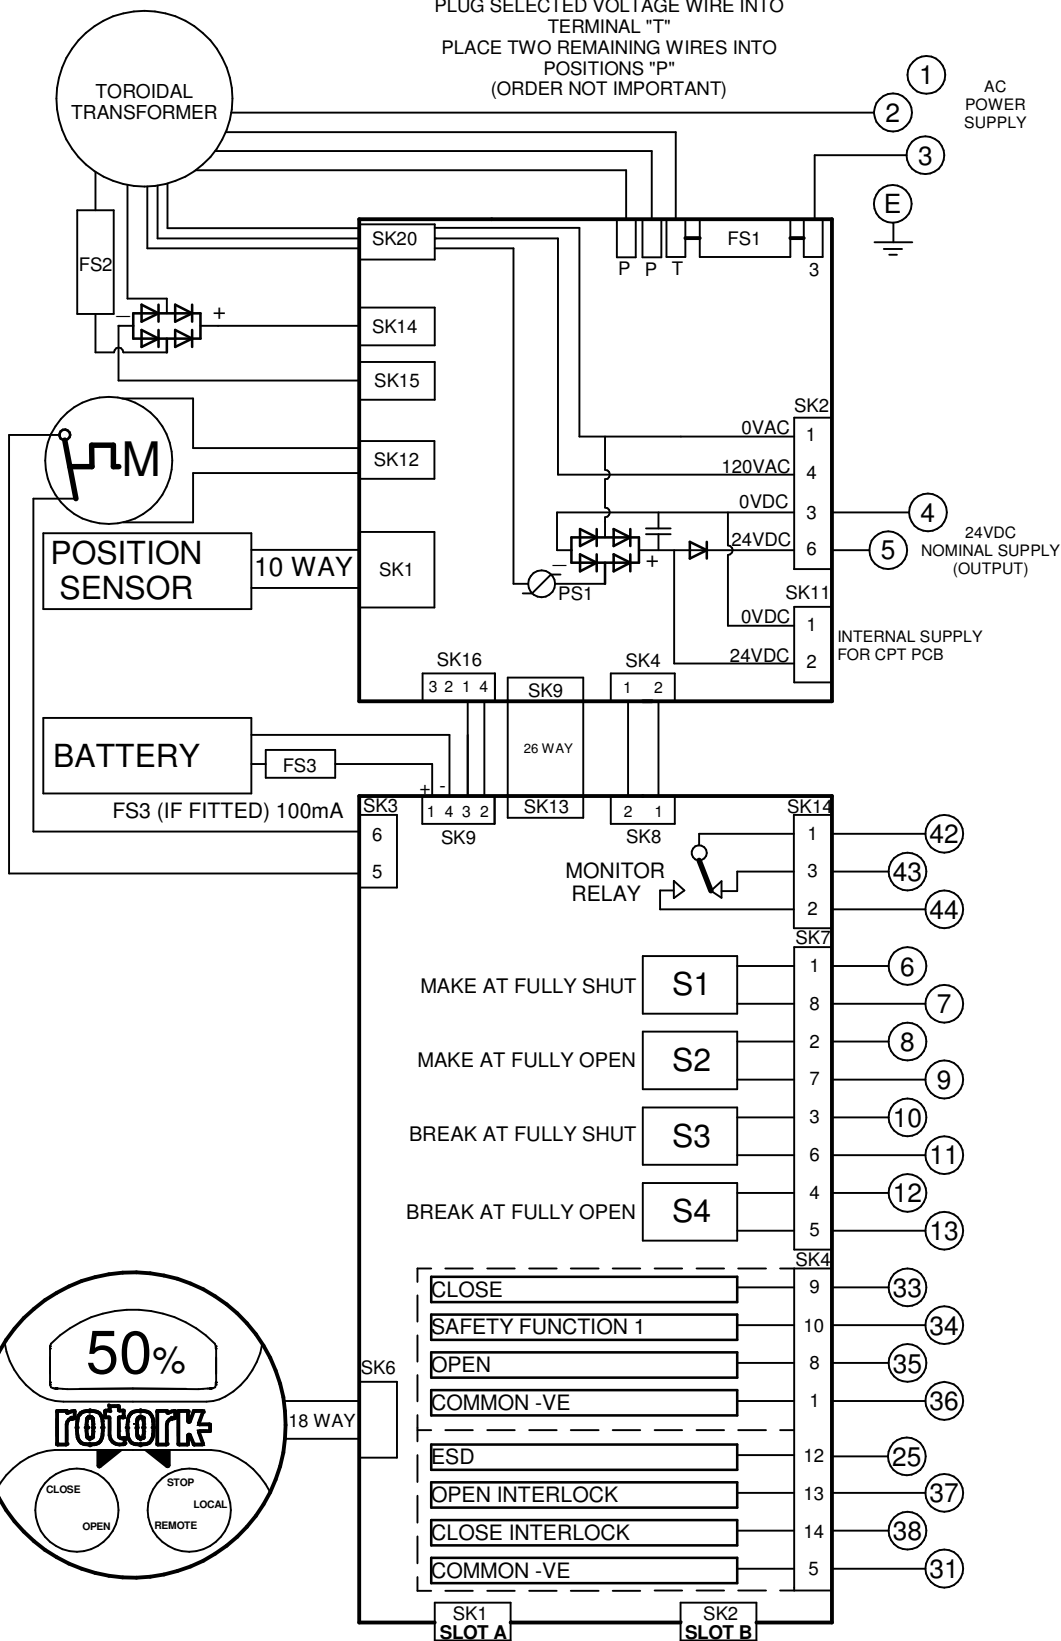 PLUG SELECTED VOLTAGE WIRE INTO
TERMINAL "T"
PLACE TWO REMAINING WIRES INTO
POSITIONS "P"
(ORDER NOT IMPORTANT)
TOROIDAL
TRANSFORMER
1
2
3
AC
POWER
SUPPLY
E
FS2
SK20
P P T
FS1
3
– +
SK14
SK15
M
SK12
SK2
0VAC 1
120VAC 4
0VDC 3
24VDC 6
4
5
24VDC
NOMINAL SUPPLY
(OUTPUT)
POSITION
SENSOR
10 WAY
SK1
– +
PS1
SK11
0VDC 1
24VDC 2
INTERNAL SUPPLY
FOR CPT PCB
SK16
3 2 1 4
SK9
SK4
1 2
BATTERY
FS3
26 WAY
FS3 (IF FITTED) 100mA
+ -
SK3
6
5
1 4 3 2
SK9
SK13
2 1
SK8
SK14
MONITOR
RELAY
1 42
3 43
2 44
SK7
MAKE AT FULLY SHUT S1
1 6
8 7
MAKE AT FULLY OPEN S2
2 8
7 9
BREAK AT FULLY SHUT S3
3 10
6 11
BREAK AT FULLY OPEN S4
4 12
5 13
SK4
CLOSE 9 33
SAFETY FUNCTION 1 10 34
OPEN 8 35
COMMON -VE 1 36
ESD 12 25
OPEN INTERLOCK 13 37
CLOSE INTERLOCK 14 38
COMMON -VE 5 31
50%
rotork
CLOSE
OPEN
STOP
LOCAL
REMOTE
18 WAY
SK6
SK1
SLOT A
SK2
SLOT B